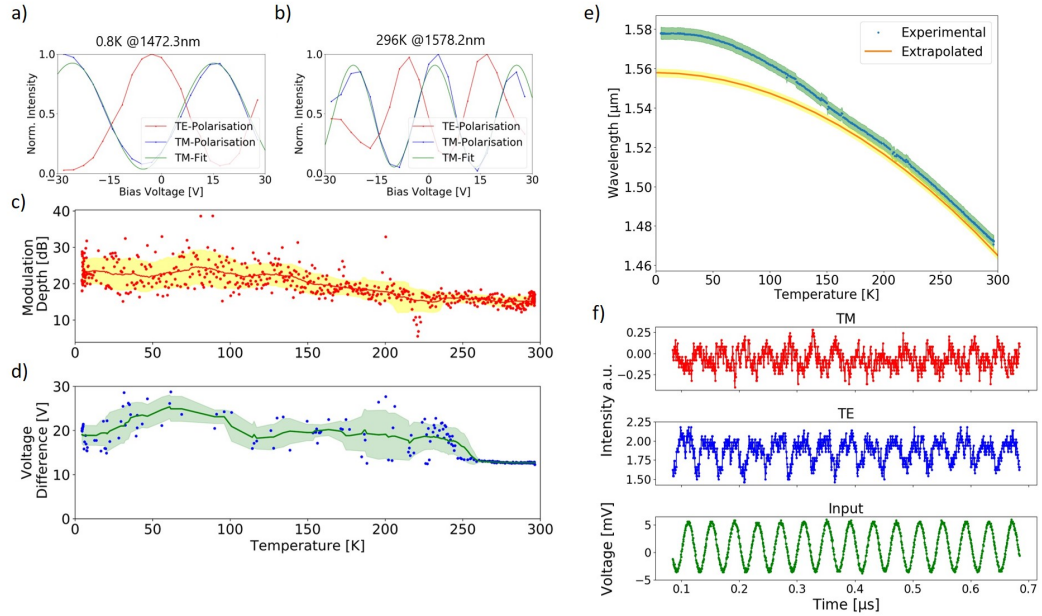 a)
0.8K @1472.3nm
Norm. Intensity
1.0
0.5
0.0
TE-Polarisation
TM-Polarisation
TM-Fit
−30
−15
0
15
30
Bias Voltage [V]
b)
296K @1578.2nm
Norm. Intensity
1.0
0.5
0.0
TE-Polarisation
TM-Polarisation
TM-Fit
−30
−15
0
15
30
Bias Voltage [V]
c)
Modulation
Depth [dB]
40
30
20
10
0
50
100
150
200
250
300
d)
Voltage
Difference [V]
30
20
10
0
0
50
100
150
200
250
300
Temperature [K]
e)
Wavelength [μm]
1.58
1.56
1.54
1.52
1.50
1.48
1.46
Experimental
Extrapolated
0
50
100
150
200
250
300
Temperature [K]
f)
TM
0.25
0.00
−0.25
Intensity a.u.
TE
2.25
2.00
1.75
1.50
Input
Voltage [mV]
5
0
−5
0.1
0.2
0.3
0.4
0.5
0.6
0.7
Time [μs]